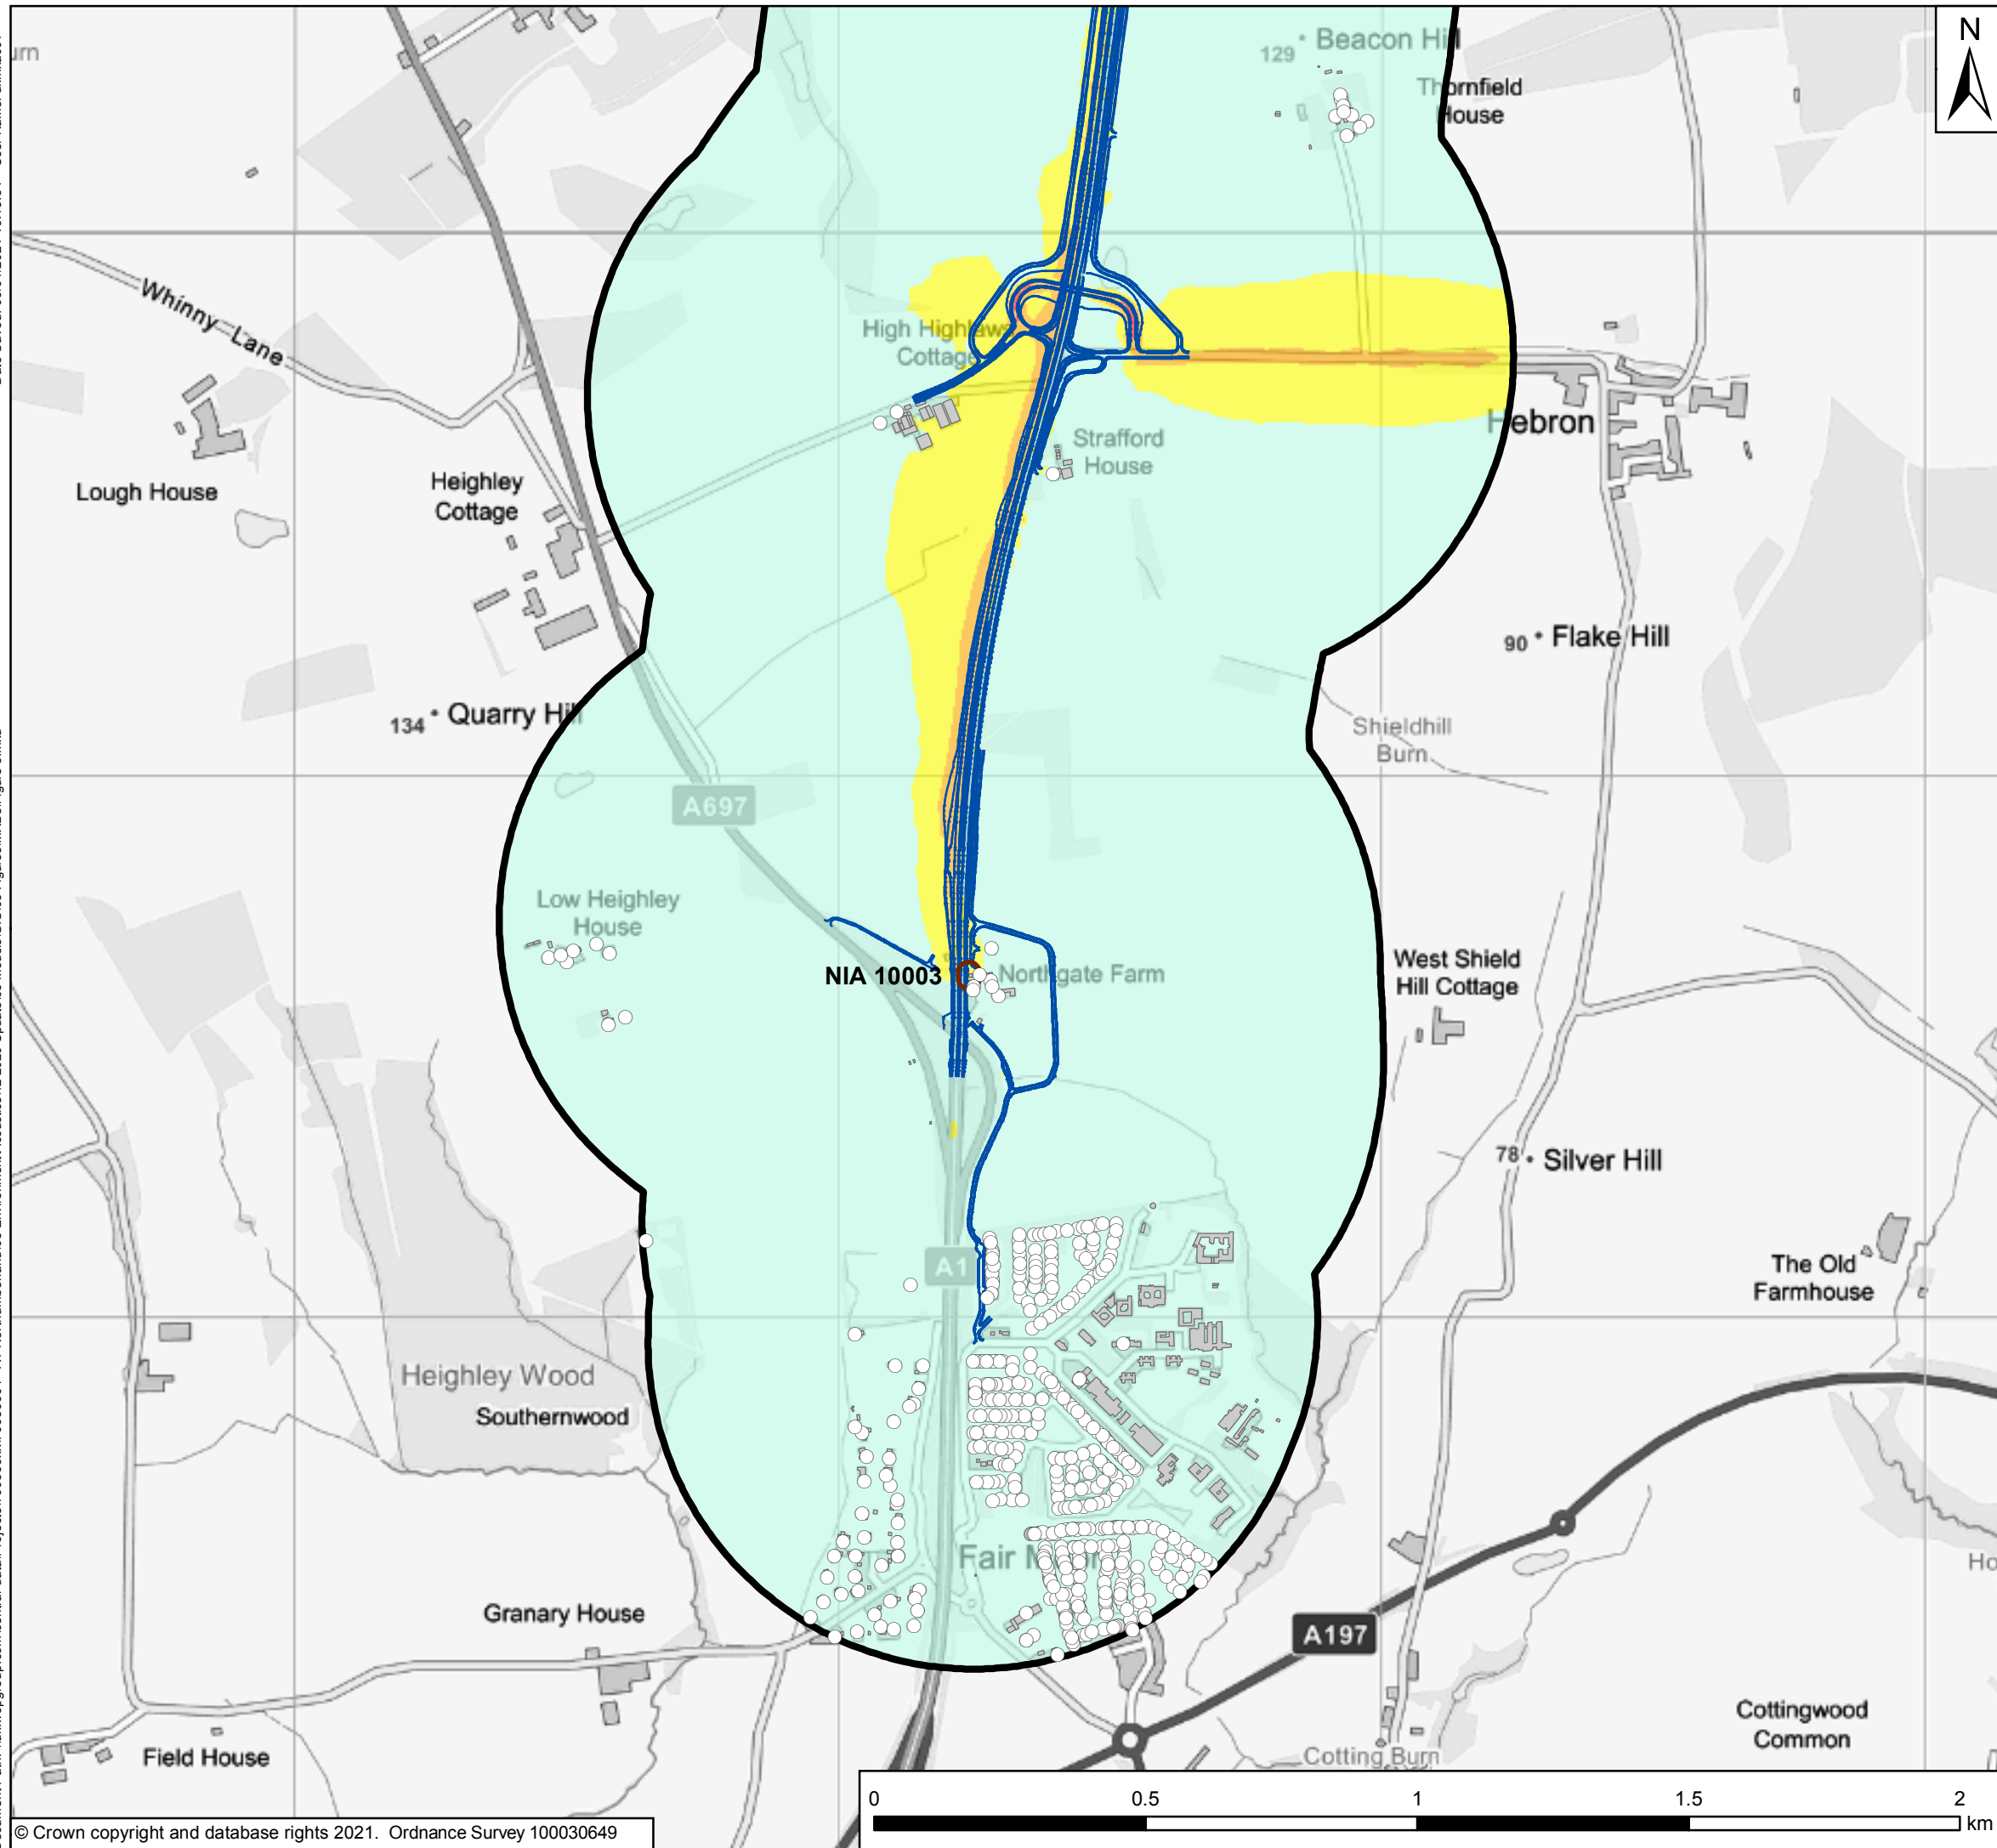 N
129 Beacon Hill
Thornfield
House
Whinny Lane
High Highlaws
Cottage
Hebron
Strafford
House
Lough House
Heighley
Cottage
90 Flake Hill
134 Quarry Hill
Shieldhill
Burn
A697
Low Heighley
House
NIA 10003
Northgate Farm
West Shield
Hill Cottage
78 Silver Hill
A1
The Old
Farmhouse
Heighley Wood
Southernwood
Fair M
Granary House
A197
Cottingwood
Common
Field House
Cotting Burn
0 0.5 1 1.5 2
km
© Crown copyright and database rights 2021. Ordnance Survey 100030649